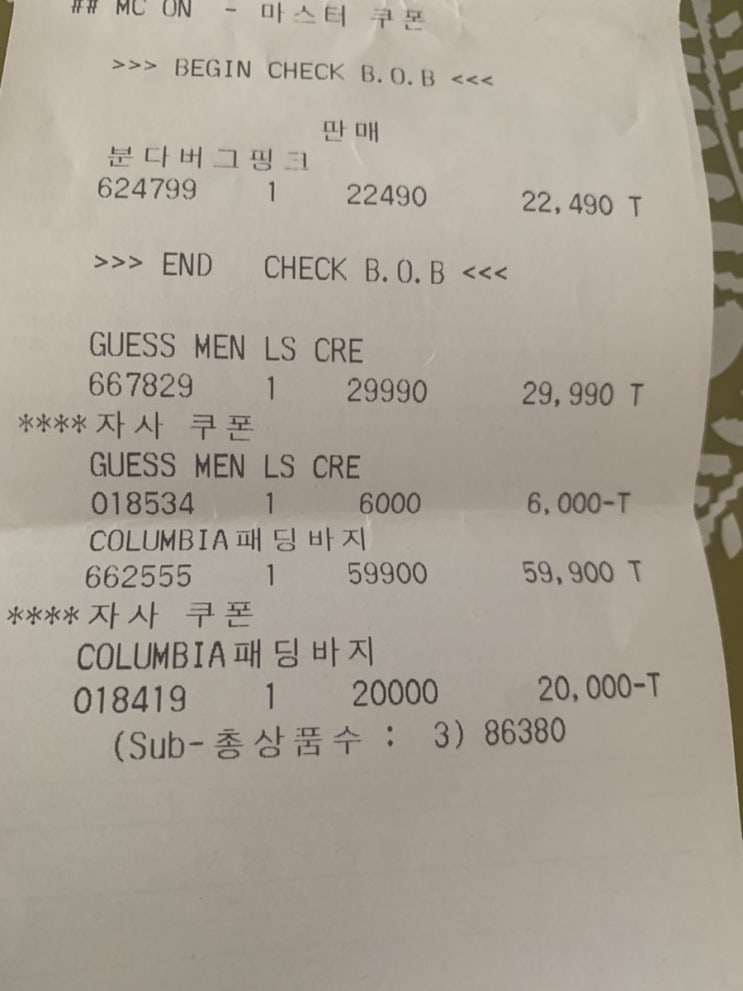 ## MC ON - 마스터 쿠폰
>>> BEGIN CHECK B.O.B <<<
판매
분다버그핑크
624799 1 22490 22,490 T
>>> END CHECK B.O.B <<<
GUESS MEN LS CRE
667829 1 29990 29,990 T
****자사 쿠폰
GUESS MEN LS CRE
018534 1 6000 6,000-T
COLUMBIA패딩바지
662555 1 59900 59,900 T
****자사 쿠폰
COLUMBIA패딩바지
018419 1 20000 20,000-T
(Sub-총상품수 : 3) 86380